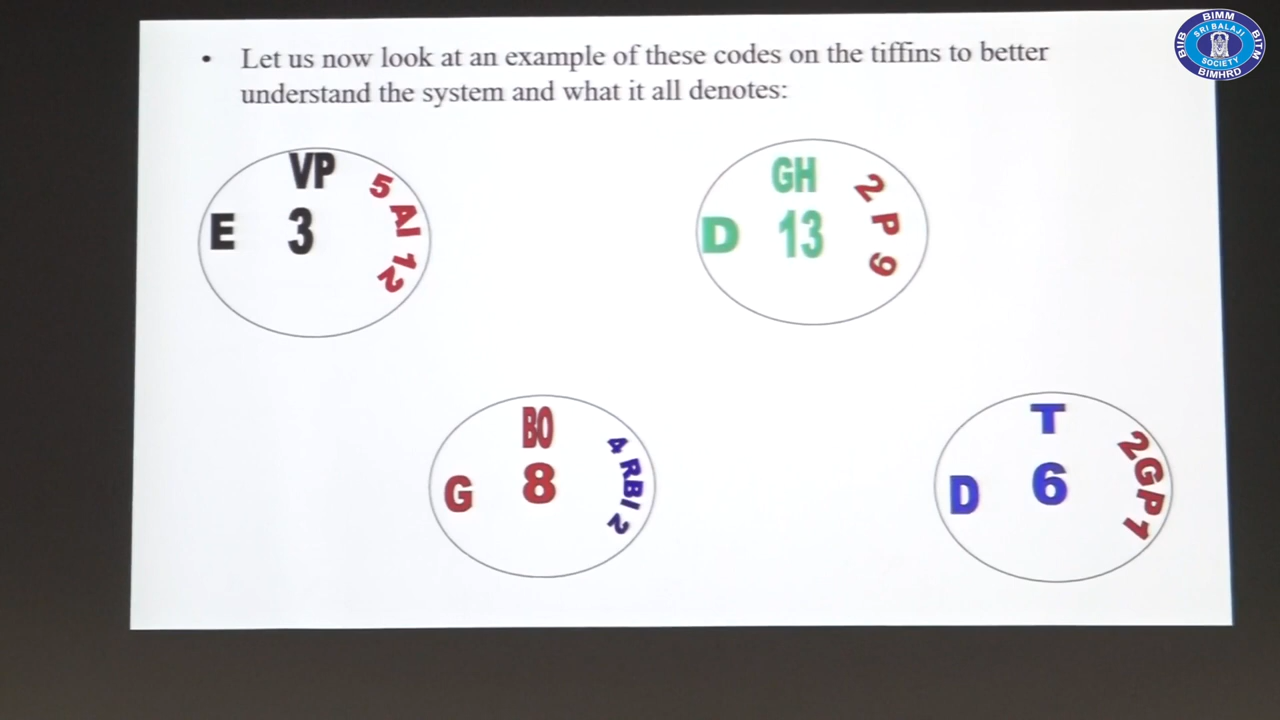 BIMM
BIIB
SRI BALAJI
SOCIETY
BITM
BIMHRD
• Let us now look at an example of these codes on the tiffins to better
understand the system and what it all denotes:
VP
E 3
5 AI 12
GH
D 13
2 P 9
BO
G 8
4 RBI 2
T
D 6
2GP1